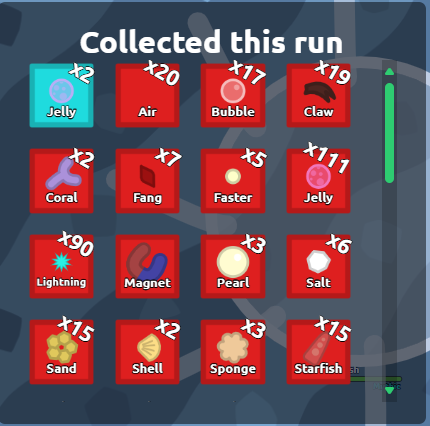 Collected this run
x2
Jelly
x20
Air
x17
Bubble
x19
Claw
x2
Coral
x7
Fang
x5
Faster
x111
Jelly
x90
Lightning
Magnet
x3
Pearl
x6
Salt
x15
Sand
x2
Shell
x3
Sponge
x15
Starfish
sh